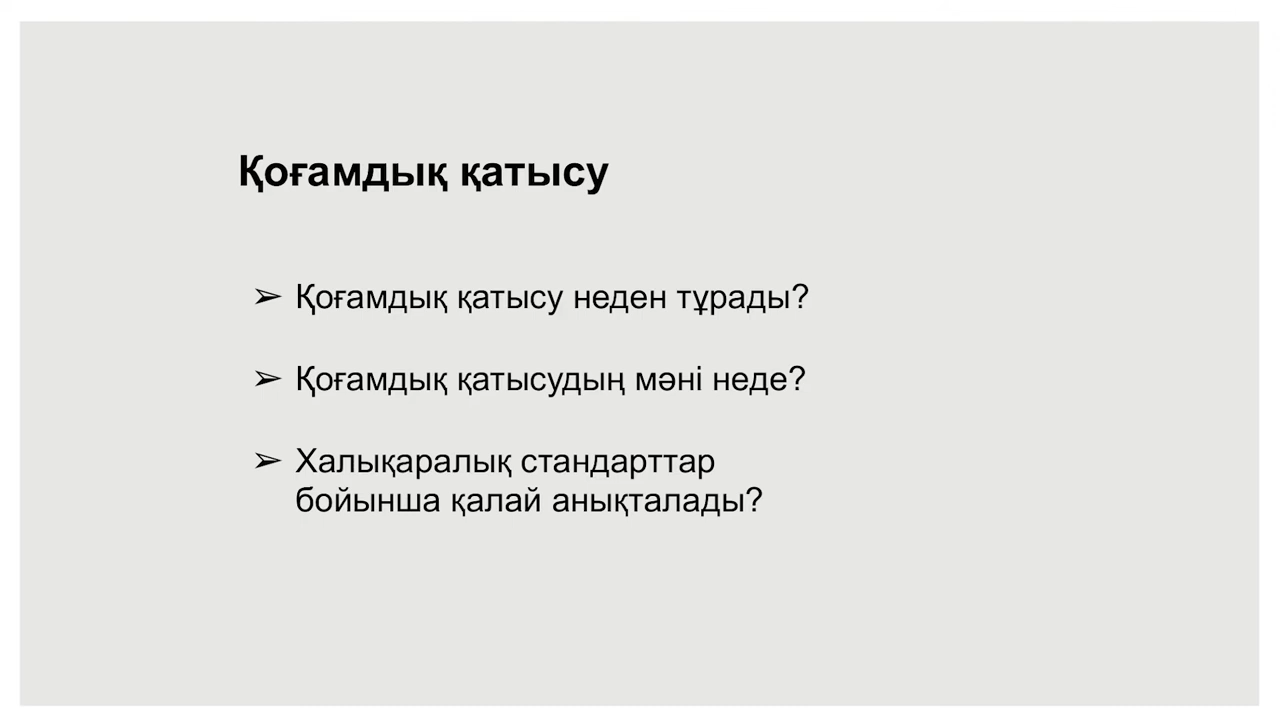 Қоғамдық қатысу
➢ Қоғамдық қатысу неден тұрады?
➢ Қоғамдық қатысудың мәні неде?
➢ Халықаралық стандарттар
бойынша қалай анықталады?